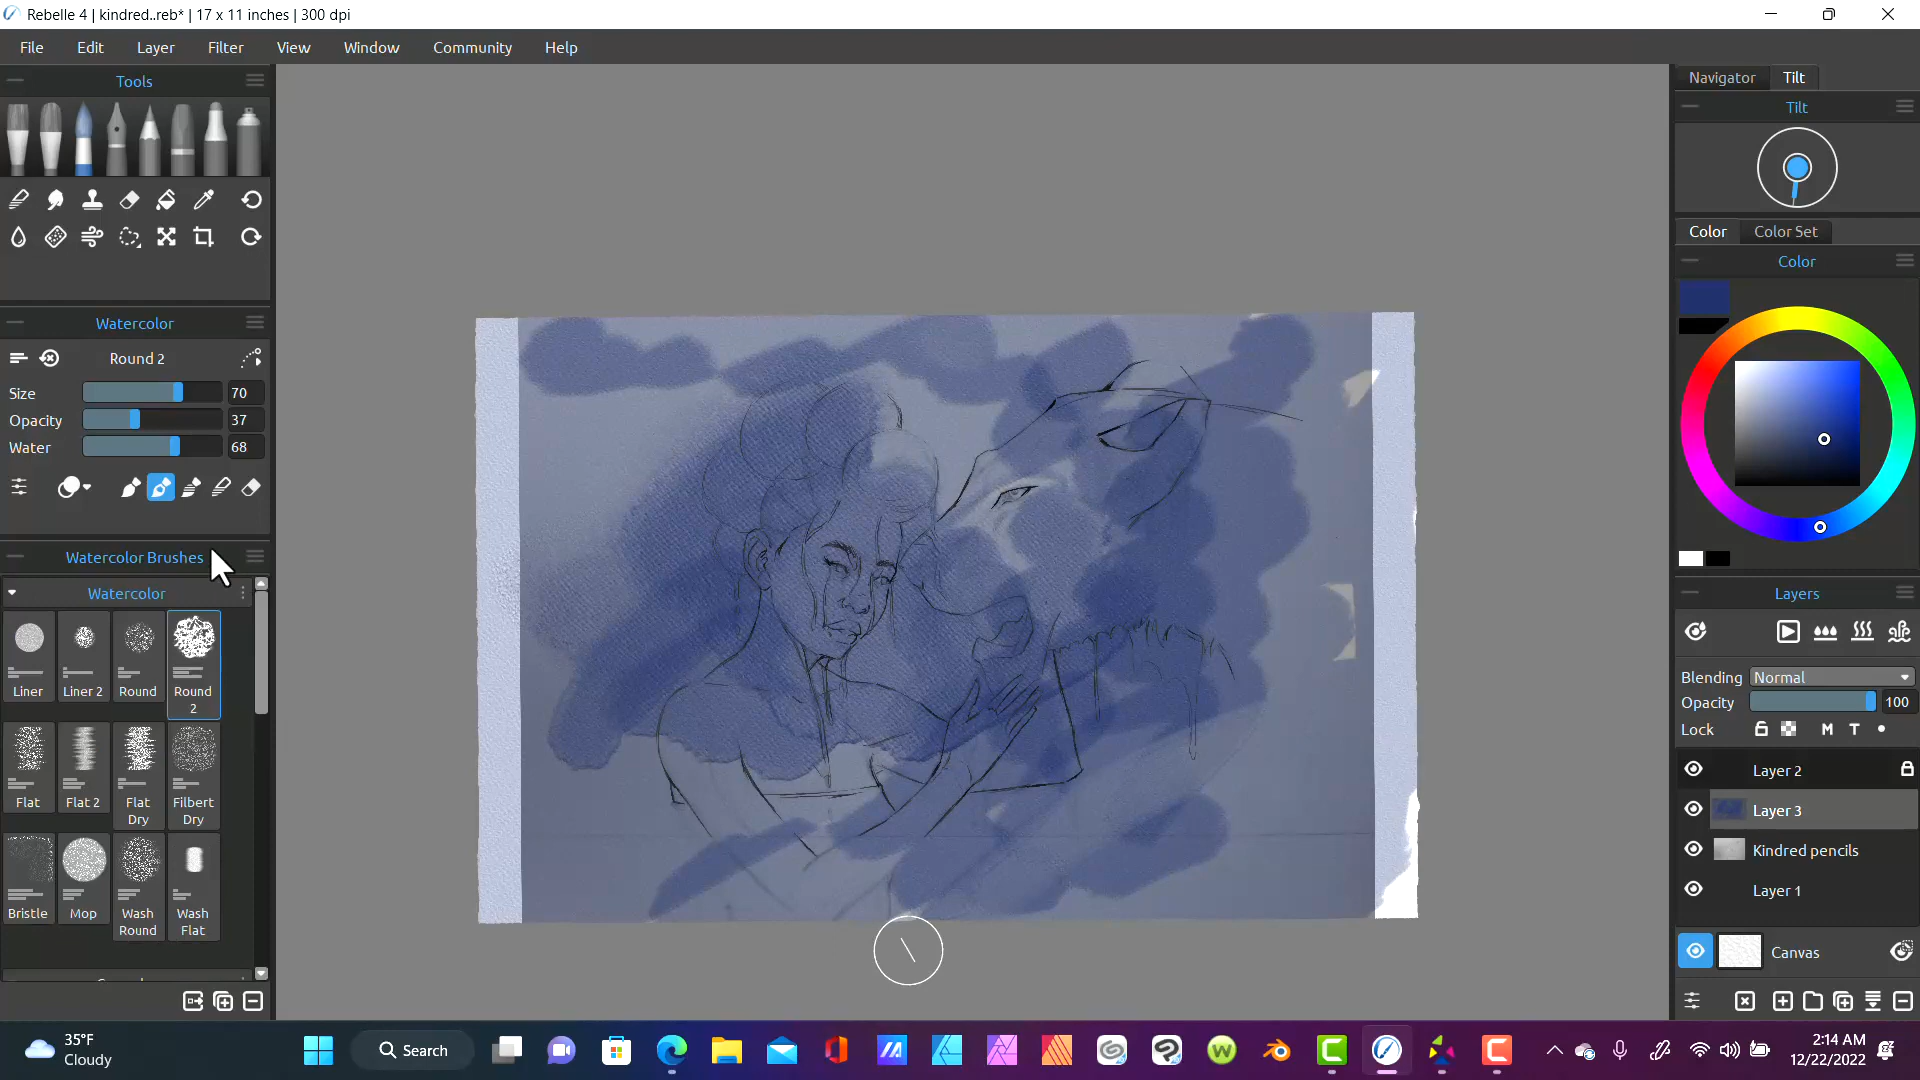 Rebelle 4 | kindred..reb* | 17 x 11 inches | 300 dpi
File Edit Layer Filter View Window Community Help
Tools
Watercolor
Round 2
Size 70
Opacity 37
Water 68
Watercolor Brushes
Watercolor
Liner Liner 2 Round Round 2
Flat Flat 2 Flat Dry Filbert Dry
Bristle Mop Wash Round Wash Flat
Navigator Tilt
Tilt
Color Color Set
Color
Layers
Blending Normal
Opacity 100
Lock M T
Layer 2
Layer 3
Kindred pencils
Layer 1
Canvas
35°F
Cloudy
Search
2:14 AM
12/22/2022